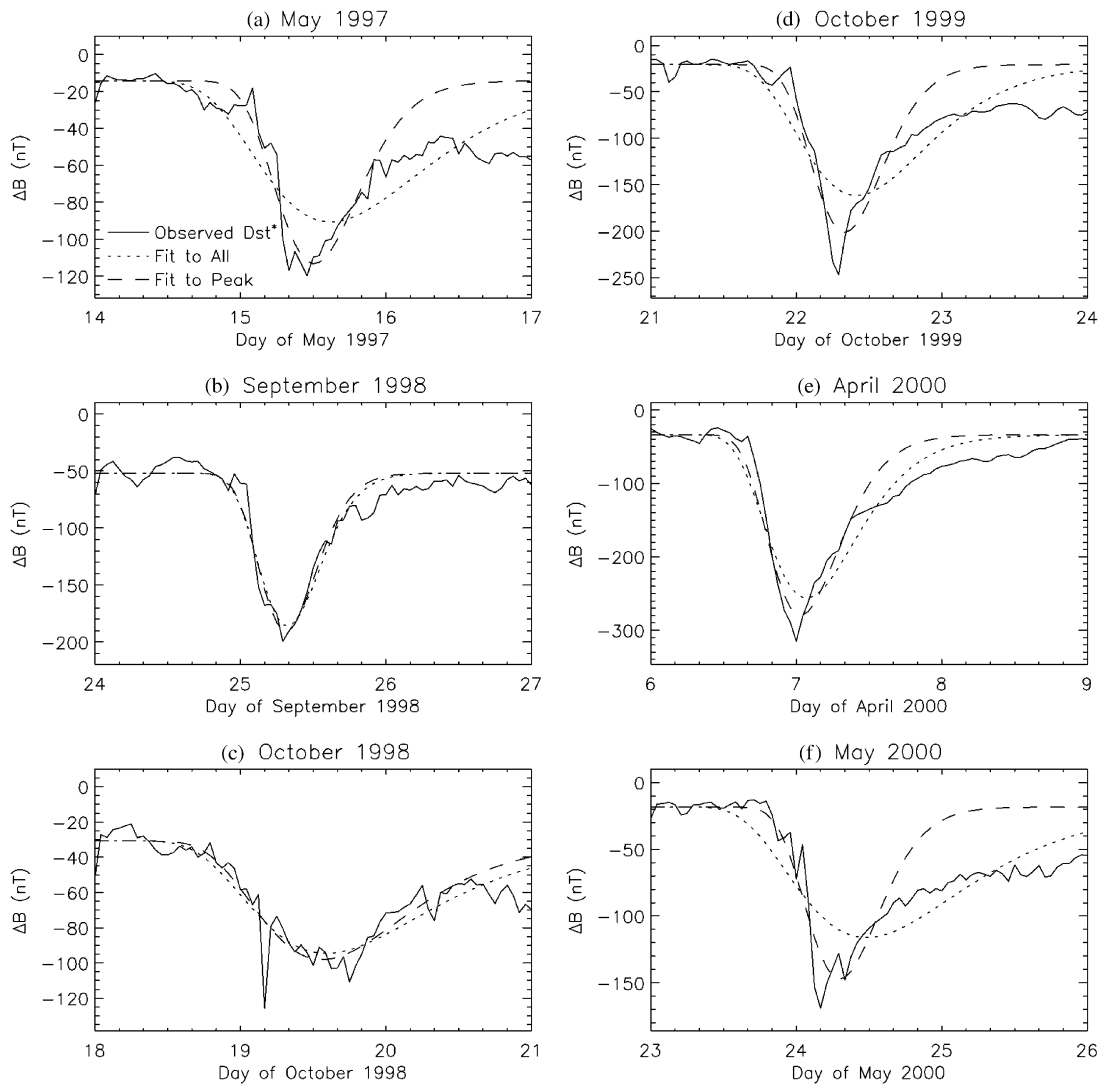 (a) May 1997
0
−20
−40
−60
−80
−100
−120
ΔB (nT)
Observed Dst*
Fit to All
Fit to Peak
14 15 16 17
Day of May 1997
(d) October 1999
0
−50
−100
−150
−200
−250
ΔB (nT)
21 22 23 24
Day of October 1999
(b) September 1998
0
−50
−100
−150
−200
ΔB (nT)
24 25 26 27
Day of September 1998
(e) April 2000
0
−100
−200
−300
ΔB (nT)
6 7 8 9
Day of April 2000
(c) October 1998
0
−20
−40
−60
−80
−100
−120
ΔB (nT)
18 19 20 21
Day of October 1998
(f) May 2000
0
−50
−100
−150
ΔB (nT)
23 24 25 26
Day of May 2000